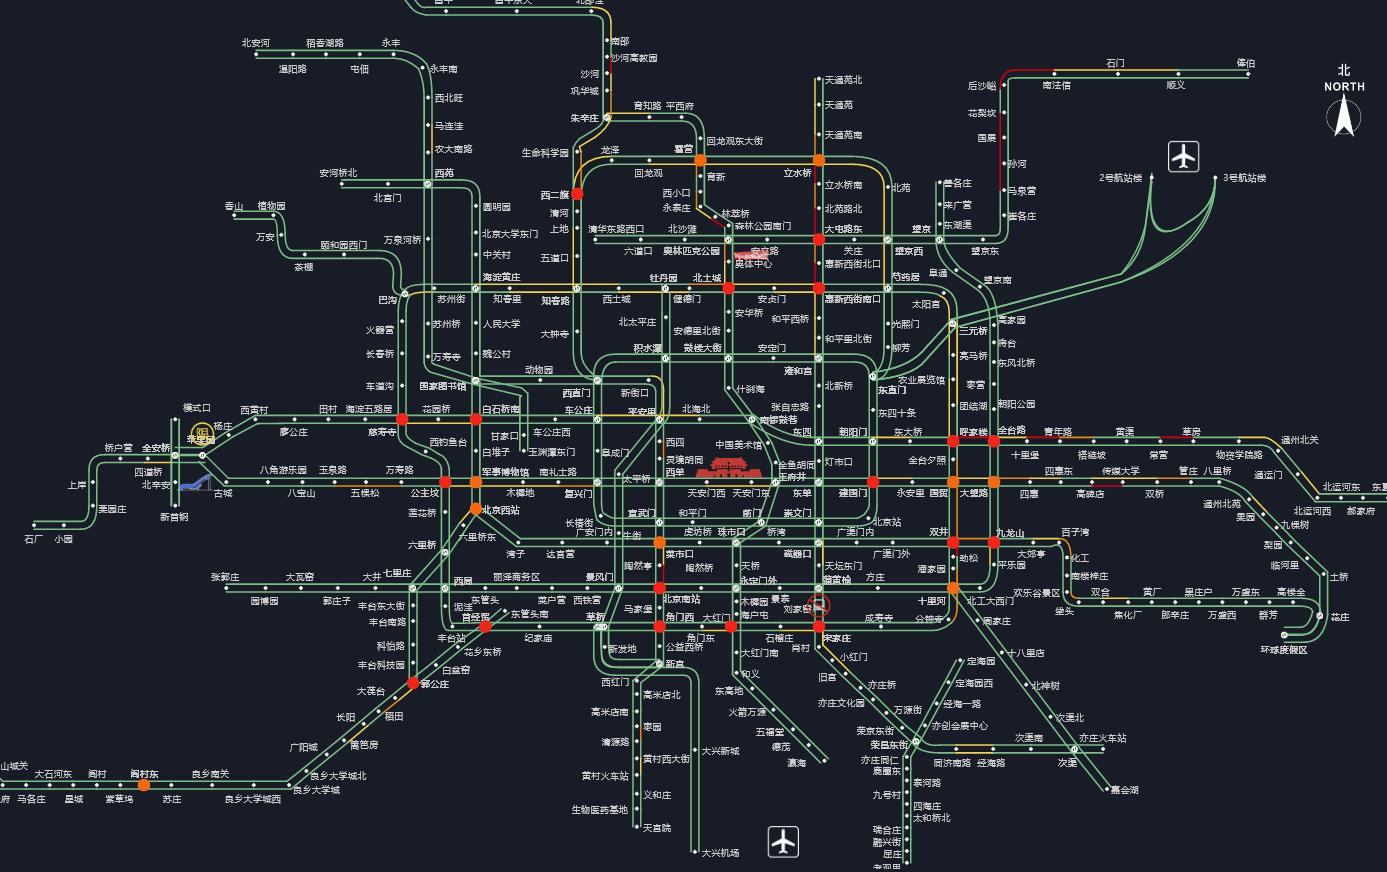 北安河
稻香湖路
永丰
温阳路
屯佃
永丰南
西北旺
马连洼
农大南路
南邵
沙河高教园
沙河
巩华城
朱辛庄
育知路
平西府
回龙观东大街
生命科学园
龙泽
霍营
回龙观
育新
西小口
永泰庄
林萃桥
森林公园南门
天通苑北
天通苑
天通苑南
立水桥
立水桥南
北苑路北
大屯路东
惠新西街北口
惠新西街南口
北苑
后沙峪
石门
俸伯
南法信
顺义
花梨坎
国展
孙河
马泉营
崔各庄
善各庄
来广营
东湖渠
北
NORTH
2号航站楼
3号航站楼
安河桥北
西苑
北宫门
圆明园
香山
植物园
万安
颐和园西门
茶棚
万泉河桥
北京大学东门
中关村
西二旗
清河
上地
五道口
清华东路西口
北沙滩
六道口
奥林匹克公园
安立路
奥体中心
关庄
望京西
望京
望京东
阜通
望京南
巴沟
苏州街
海淀黄庄
知春里
知春路
西土城
牡丹园
健德门
北土城
安贞门
芍药居
太阳宫
三元桥
高家园
将台
东风北桥
亮马桥
枣营
火器营
苏州桥
人民大学
大钟寺
北太平庄
安华桥
安德里北街
和平西桥
和平里北街
光熙门
柳芳
长春桥
万寿寺
魏公村
积水潭
鼓楼大街
安定门
雍和宫
车道沟
国家图书馆
动物园
西直门
新街口
什刹海
北新桥
东直门
农业展览馆
模式口
西黄村
田村
海淀五路居
花园桥
白石桥南
车公庄
平安里
北海北
南锣鼓巷
张自忠路
东四十条
团结湖
朝阳公园
杨庄
苹果园
廖公庄
慈寿寺
甘家口
车公庄西
西四
中国美术馆
东四
朝阳门
东大桥
呼家楼
金台路
青年路
黄渠
草房
通州北关
桥户营
金安桥
四道桥
北辛安
西钓鱼台
白堆子
玉渊潭东门
阜成门
灵境胡同
金鱼胡同
灯市口
金台夕照
十里堡
褡裢坡
常营
物资学院路
上岸
八角游乐园
玉泉路
万寿路
军事博物馆
南礼士路
太平桥
西单
王府井
四惠东
传媒大学
管庄
八里桥
通运门
北运河东
古城
八宝山
五棵松
公主坟
木樨地
复兴门
天安门西
天安门东
东单
建国门
永安里
国贸
大望路
四惠
高碑店
双桥
通州北苑
北运河西
郝家府
栗园庄
新首钢
莲花桥
北京西站
长椿街
宣武门
和平门
前门
崇文门
北京站
果园
九棵树
石厂
小园
六里桥
六里桥东
广安门内
牛街
虎坊桥
珠市口
桥湾
广渠门内
双井
九龙山
百子湾
梨园
湾子
达官营
菜市口
磁器口
广渠门外
大郊亭
化工
临河里
七里庄
西局
陶然亭
陶然桥
天桥
天坛东门
劲松
潘家园
平乐园
南楼梓庄
土桥
张郭庄
大瓦窑
大井
丽泽商务区
景风门
永定门外
蒲黄榆
方庄
十里河
北工大西门
欢乐谷景区
双合
黄厂
黑庄户
万盛东
高楼金
园博园
郭庄子
丰台东大街
泥洼
东管头
东管头南
菜户营
西铁营
北京南站
木樨园
海户屯
景泰
刘家窑
垡头
焦化厂
郎辛庄
万盛西
群芳
花庄
环球度假区
丰台南路
首经贸
马家堡
草桥
角门西
大红门
成寿寺
分钟寺
周家庄
科怡路
丰台站
纪家庙
花乡东桥
新发地
角门东
石榴庄
宋家庄
十八里店
丰台科技园
白盆窑
公益西桥
大红门南
肖村
小红门
郭公庄
新宫
和义
旧宫
定海园
定海园西
北神树
大葆台
稻田
西红门
高米店北
东高地
亦庄桥
亦庄文化园
经海一路
长阳
高米店南
枣园
火箭万源
万源街
亦创会展中心
次渠北
广阳城
篱笆房
清源路
五福堂
荣京东街
荣昌东街
次渠南
亦庄火车站
黄村西大街
大兴新城
德茂
瀛海
亦庄同仁
鹿圈东
同济南路
经海路
次渠
大石河东
阎村
阎村东
良乡南关
良乡大学城北
黄村火车站
泰河路
嘉会湖
马各庄
星城
紫草坞
苏庄
良乡大学城西
良乡大学城
义和庄
九号村
四海庄
太和桥北
生物医药基地
天宫院
瑞合庄
融兴街
屈庄
大兴机场